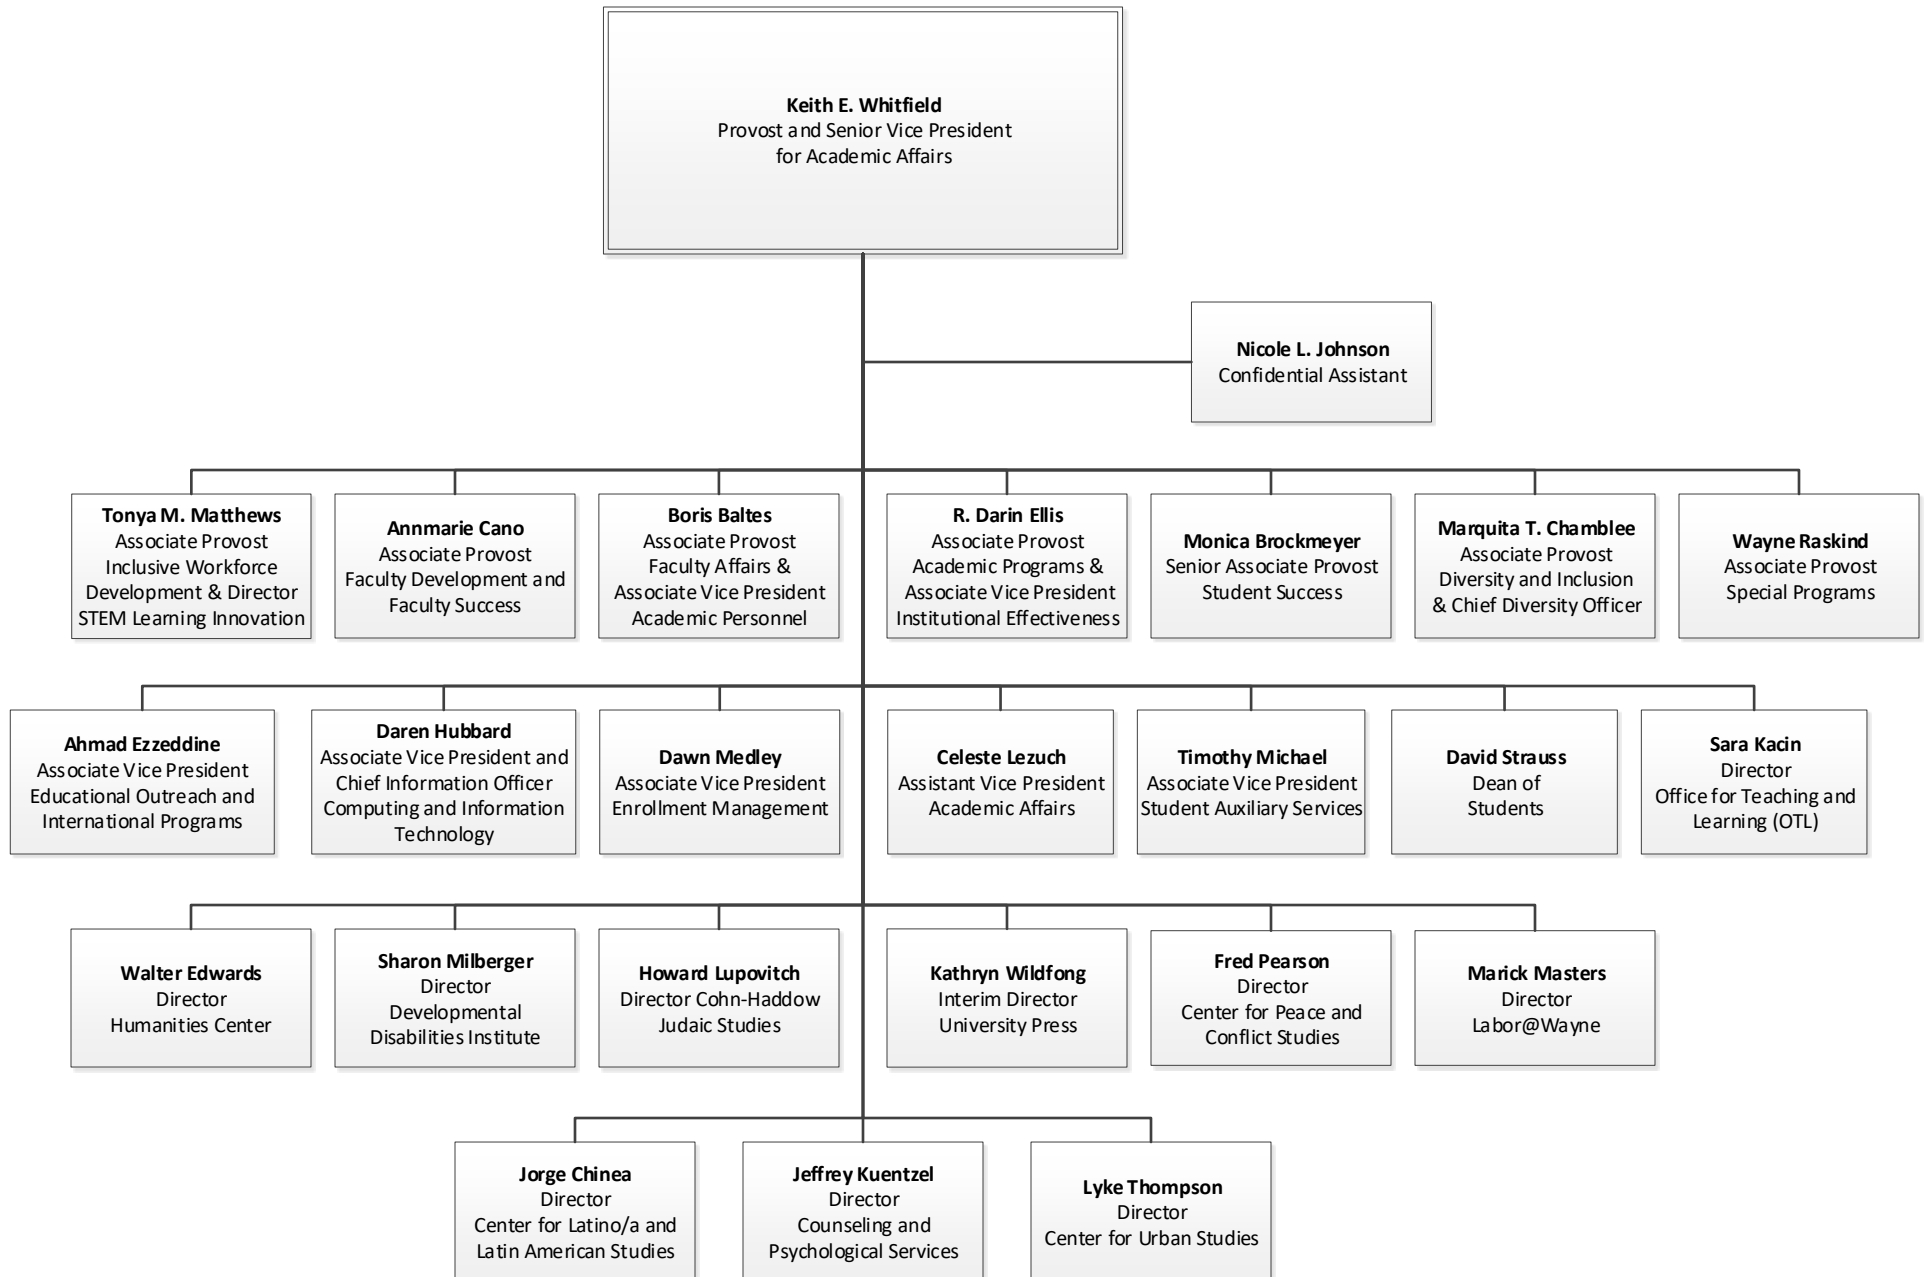 Keith E. Whitfield
Provost and Senior Vice President
for Academic Affairs
Nicole L. Johnson
Confidential Assistant
Tonya M. Matthews
Associate Provost
Inclusive Workforce
Development & Director
STEM Learning Innovation
Annmarie Cano
Associate Provost
Faculty Development and
Faculty Success
Boris Baltes
Associate Provost
Faculty Affairs &
Associate Vice President
Academic Personnel
R. Darin Ellis
Associate Provost
Academic Programs &
Associate Vice President
Institutional Effectiveness
Monica Brockmeyer
Senior Associate Provost
Student Success
Marquita T. Chamblee
Associate Provost
Diversity and Inclusion
& Chief Diversity Officer
Wayne Raskind
Associate Provost
Special Programs
Ahmad Ezzeddine
Associate Vice President
Educational Outreach and
International Programs
Daren Hubbard
Associate Vice President and
Chief Information Officer
Computing and Information
Technology
Dawn Medley
Associate Vice President
Enrollment Management
Celeste Lezuch
Assistant Vice President
Academic Affairs
Timothy Michael
Associate Vice President
Student Auxiliary Services
David Strauss
Dean of
Students
Sara Kacin
Director
Office for Teaching and
Learning (OTL)
Walter Edwards
Director
Humanities Center
Sharon Milberger
Director
Developmental
Disabilities Institute
Howard Lupovitch
Director Cohn-Haddow
Judaic Studies
Kathryn Wildfong
Interim Director
University Press
Fred Pearson
Director
Center for Peace and
Conflict Studies
Marick Masters
Director
Labor@Wayne
Jorge Chinea
Director
Center for Latino/a and
Latin American Studies
Jeffrey Kuentzel
Director
Counseling and
Psychological Services
Lyke Thompson
Director
Center for Urban Studies